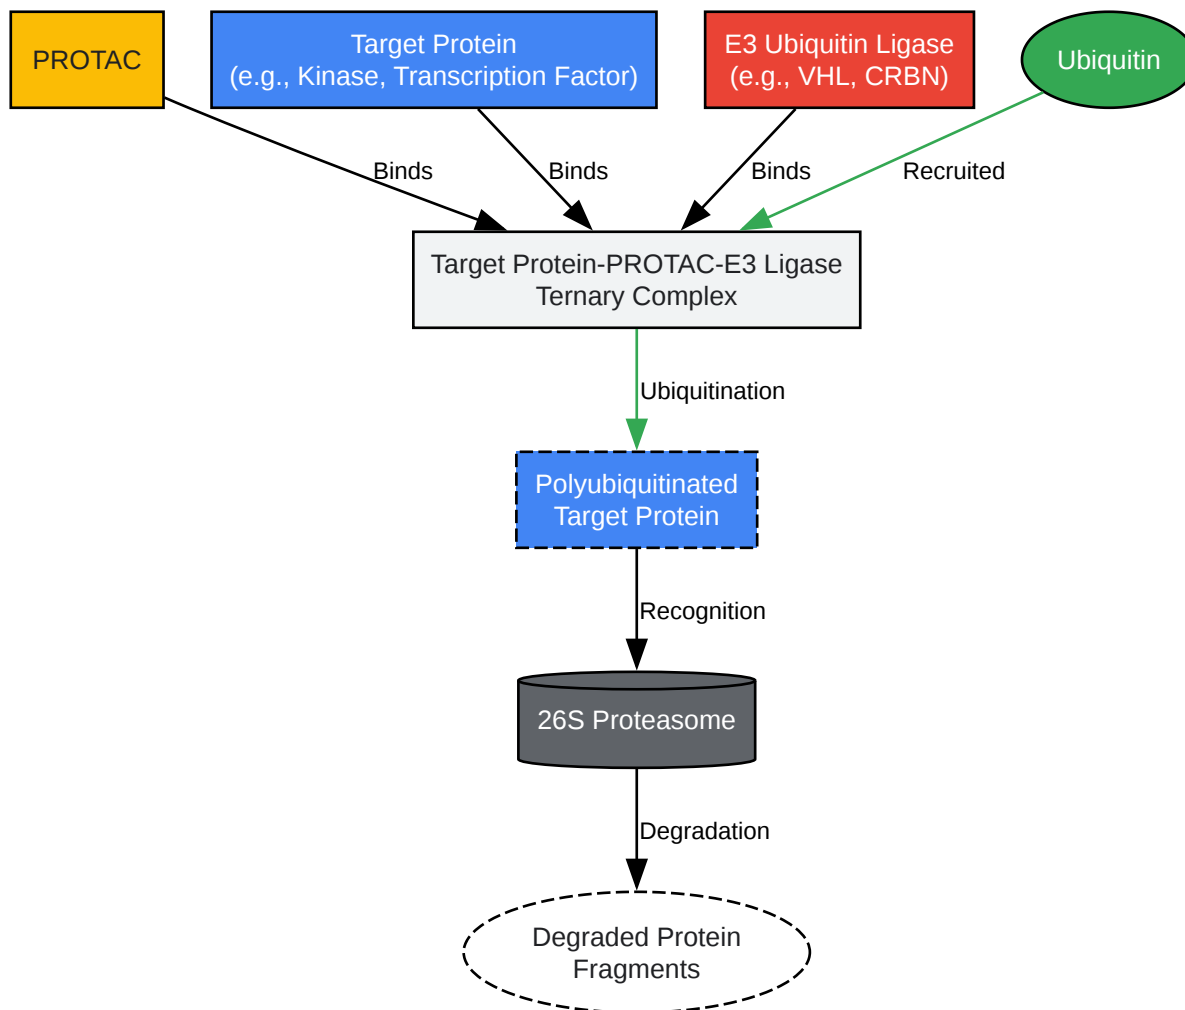 PROTAC
Target Protein
(e.g., Kinase, Transcription Factor)
E3 Ubiquitin Ligase
(e.g., VHL, CRBN)
Ubiquitin
Binds
Binds
Binds
Recruited
Target Protein-PROTAC-E3 Ligase
Ternary Complex
Ubiquitination
Polyubiquitinated
Target Protein
Recognition
26S Proteasome
Degradation
Degraded Protein
Fragments